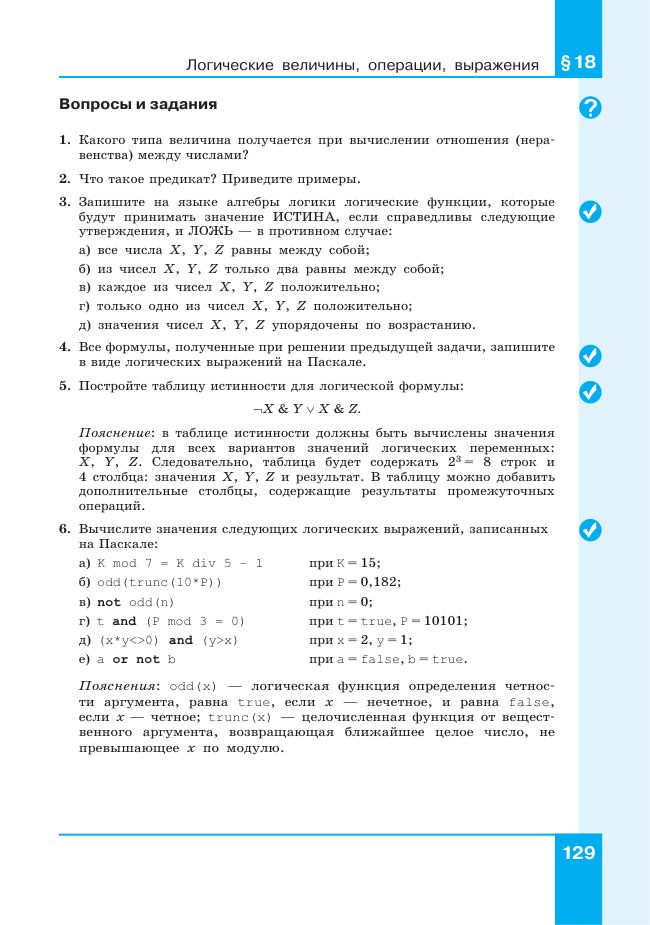 Логические величины, операции, выражения
§ 18
Вопросы и задания
?
1. Какого типа величина получается при вычислении отношения (нера-
венства) между числами?
2. Что такое предикат? Приведите примеры.
3. Запишите на языке алгебры логики логические функции, которые
будут принимать значение ИСТИНА, если справедливы следующие
утверждения, и ЛОЖЬ — в противном случае:
а) все числа X, Y, Z равны между собой;
б) из чисел X, Y, Z только два равны между собой;
в) каждое из чисел X, Y, Z положительно;
г) только одно из чисел X, Y, Z положительно;
д) значения чисел X, Y, Z упорядочены по возрастанию.
4. Все формулы, полученные при решении предыдущей задачи, запишите
в виде логических выражений на Паскале.
5. Постройте таблицу истинности для логической формулы:
¬X & Y ∨ X & Z.
Пояснение: в таблице истинности должны быть вычислены значения
формулы для всех вариантов значений логических переменных:
X, Y, Z. Следовательно, таблица будет содержать 2³ = 8 строк и
4 столбца: значения X, Y, Z и результат. В таблицу можно добавить
дополнительные столбцы, содержащие результаты промежуточных
операций.
6. Вычислите значения следующих логических выражений, записанных
на Паскале:
а) K mod 7 = K div 5 – 1 при K = 15;
б) odd(trunc(10*P)) при P = 0,182;
в) not odd(n) при n = 0;
г) t and (P mod 3 = 0) при t = true, P = 10101;
д) (x*y<>0) and (y>x) при x = 2, y = 1;
е) a or not b при a = false, b = true.
Пояснения: odd(x) — логическая функция определения четнос-
ти аргумента, равна true, если x — нечетное, и равна false,
если x — четное; trunc(x) — целочисленная функция от вещест-
венного аргумента, возвращающая ближайшее целое число, не
превышающее x по модулю.
129